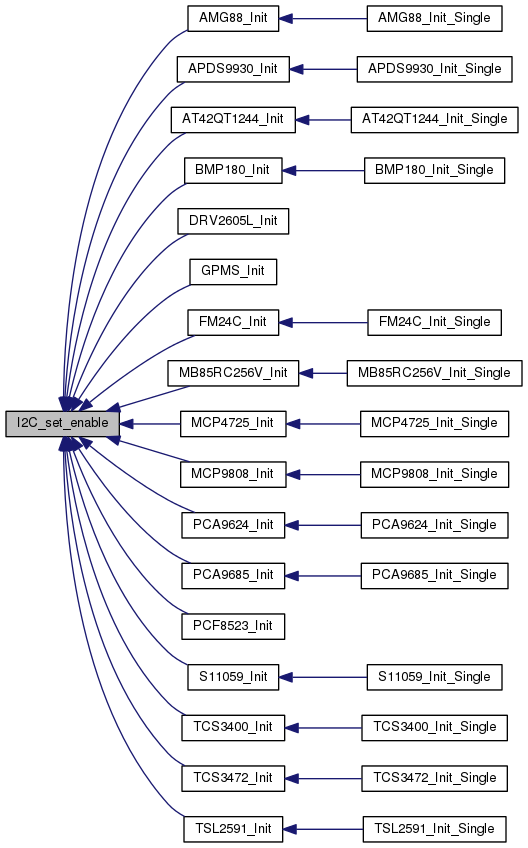 AMG88_Init
AMG88_Init_Single
APDS9930_Init
APDS9930_Init_Single
AT42QT1244_Init
AT42QT1244_Init_Single
BMP180_Init
BMP180_Init_Single
DRV2605L_Init
GPMS_Init
FM24C_Init
FM24C_Init_Single
MB85RC256V_Init
MB85RC256V_Init_Single
I2C_set_enable
MCP4725_Init
MCP4725_Init_Single
MCP9808_Init
MCP9808_Init_Single
PCA9624_Init
PCA9624_Init_Single
PCA9685_Init
PCA9685_Init_Single
PCF8523_Init
S11059_Init
S11059_Init_Single
TCS3400_Init
TCS3400_Init_Single
TCS3472_Init
TCS3472_Init_Single
TSL2591_Init
TSL2591_Init_Single